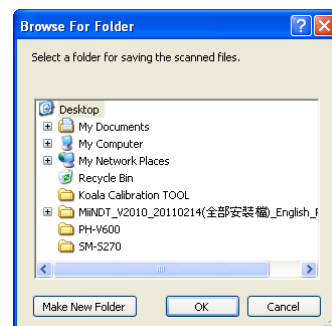 Browse For Folder
Select a folder for saving the scanned files.
Desktop
My Documents
My Computer
My Network Places
Recycle Bin
Koala Calibration TOOL
MiiNDT_V2010_20110214(全部安裝檔)_English_F
PH-V600
SM-S270
Make New Folder OK Cancel